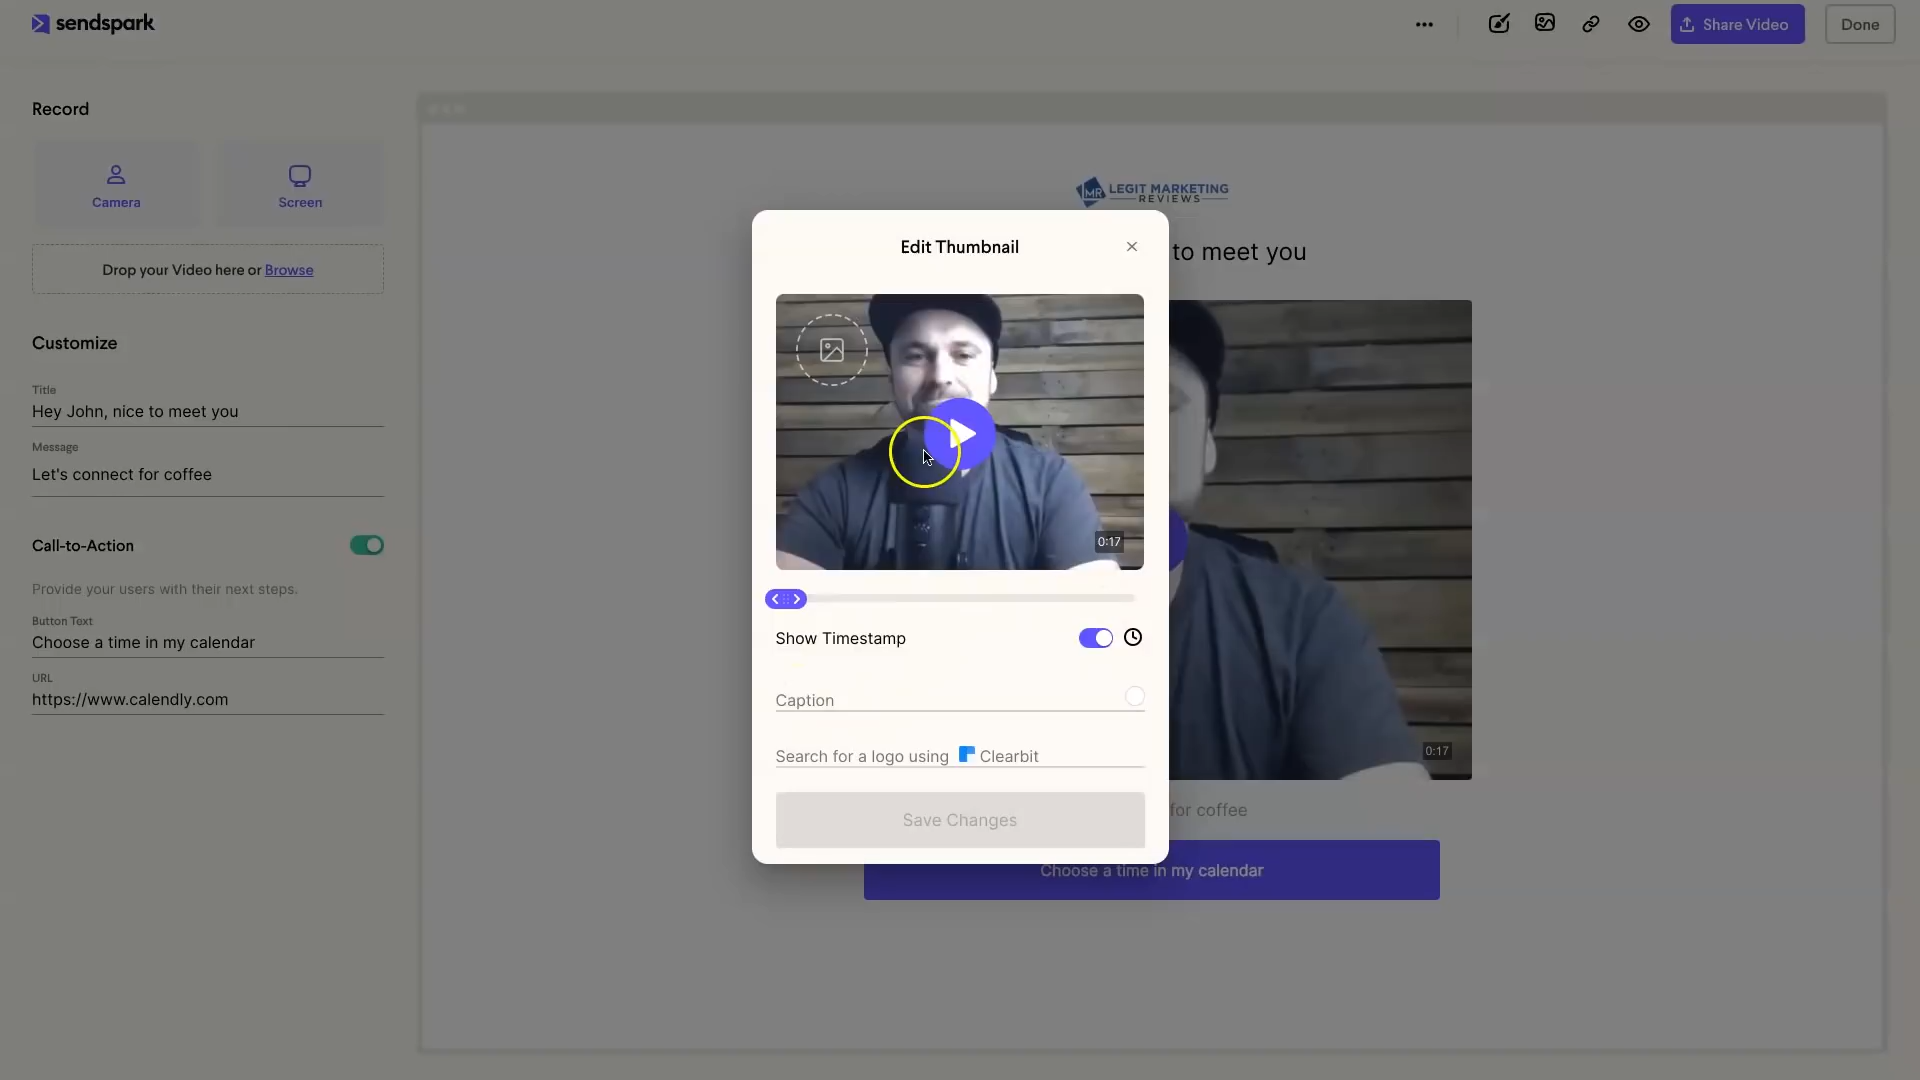 sendspark
Share Video
Done
Record
Camera
Screen
Drop your Video here or Browse
Customize
Title
Hey John, nice to meet you
Message
Let's connect for coffee
Call-to-Action
Provide your users with their next steps.
Button Text
Choose a time in my calendar
URL
https://www.calendly.com
MR LEGIT MARKETING
REVIEWS
to meet you
0:17
for coffee
Choose a time in my calendar
Edit Thumbnail
0:17
Show Timestamp
Caption
Search for a logo using Clearbit
Save Changes